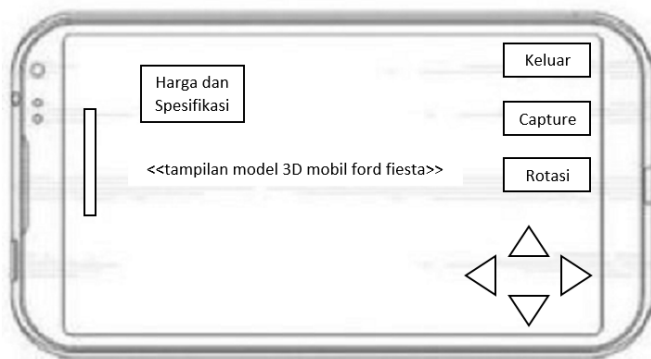 Keluar
Harga dan
Spesifikasi
Capture
<<tampilan model 3D mobil ford fiesta>>
Rotasi